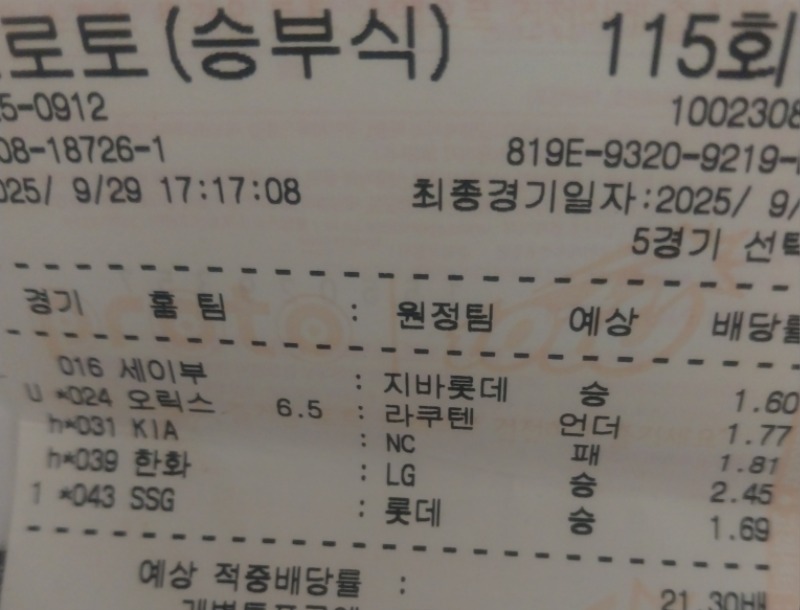 로토(승부식) 115회
5-0912 1002308
08-18726-1 819E-9320-9219-
025/ 9/29 17:17:08 최종경기일자:2025/ 9/
5경기 선택
경기 홈 팀 : 원정팀 예상 배당률
016 세이부 : 지바롯데 승 1.60
U *024 오릭스 6.5 : 라쿠텐 언더 1.77
h*031 KIA : NC 패 1.81
h*039 한화 : LG 승 2.45
1 *043 SSG : 롯데 승 1.69
예상 적중배당률 : 21.30배